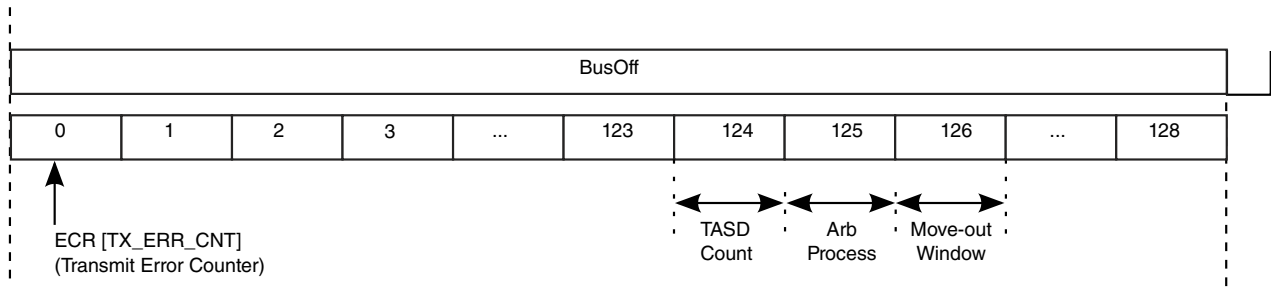 BusOff
0 1 2 3 ... 123 124 125 126 ... 128
ECR [TX_ERR_CNT]
(Transmit Error Counter)
TASD
Count
Arb
Process
Move-out
Window